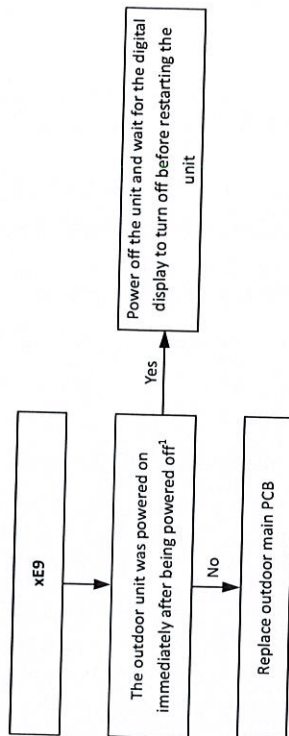 xE9
The outdoor unit was powered on
immediately after being powered off¹
Yes
Power off the unit and wait for the digital
display to turn off before restarting the
unit
No
Replace outdoor main PCB